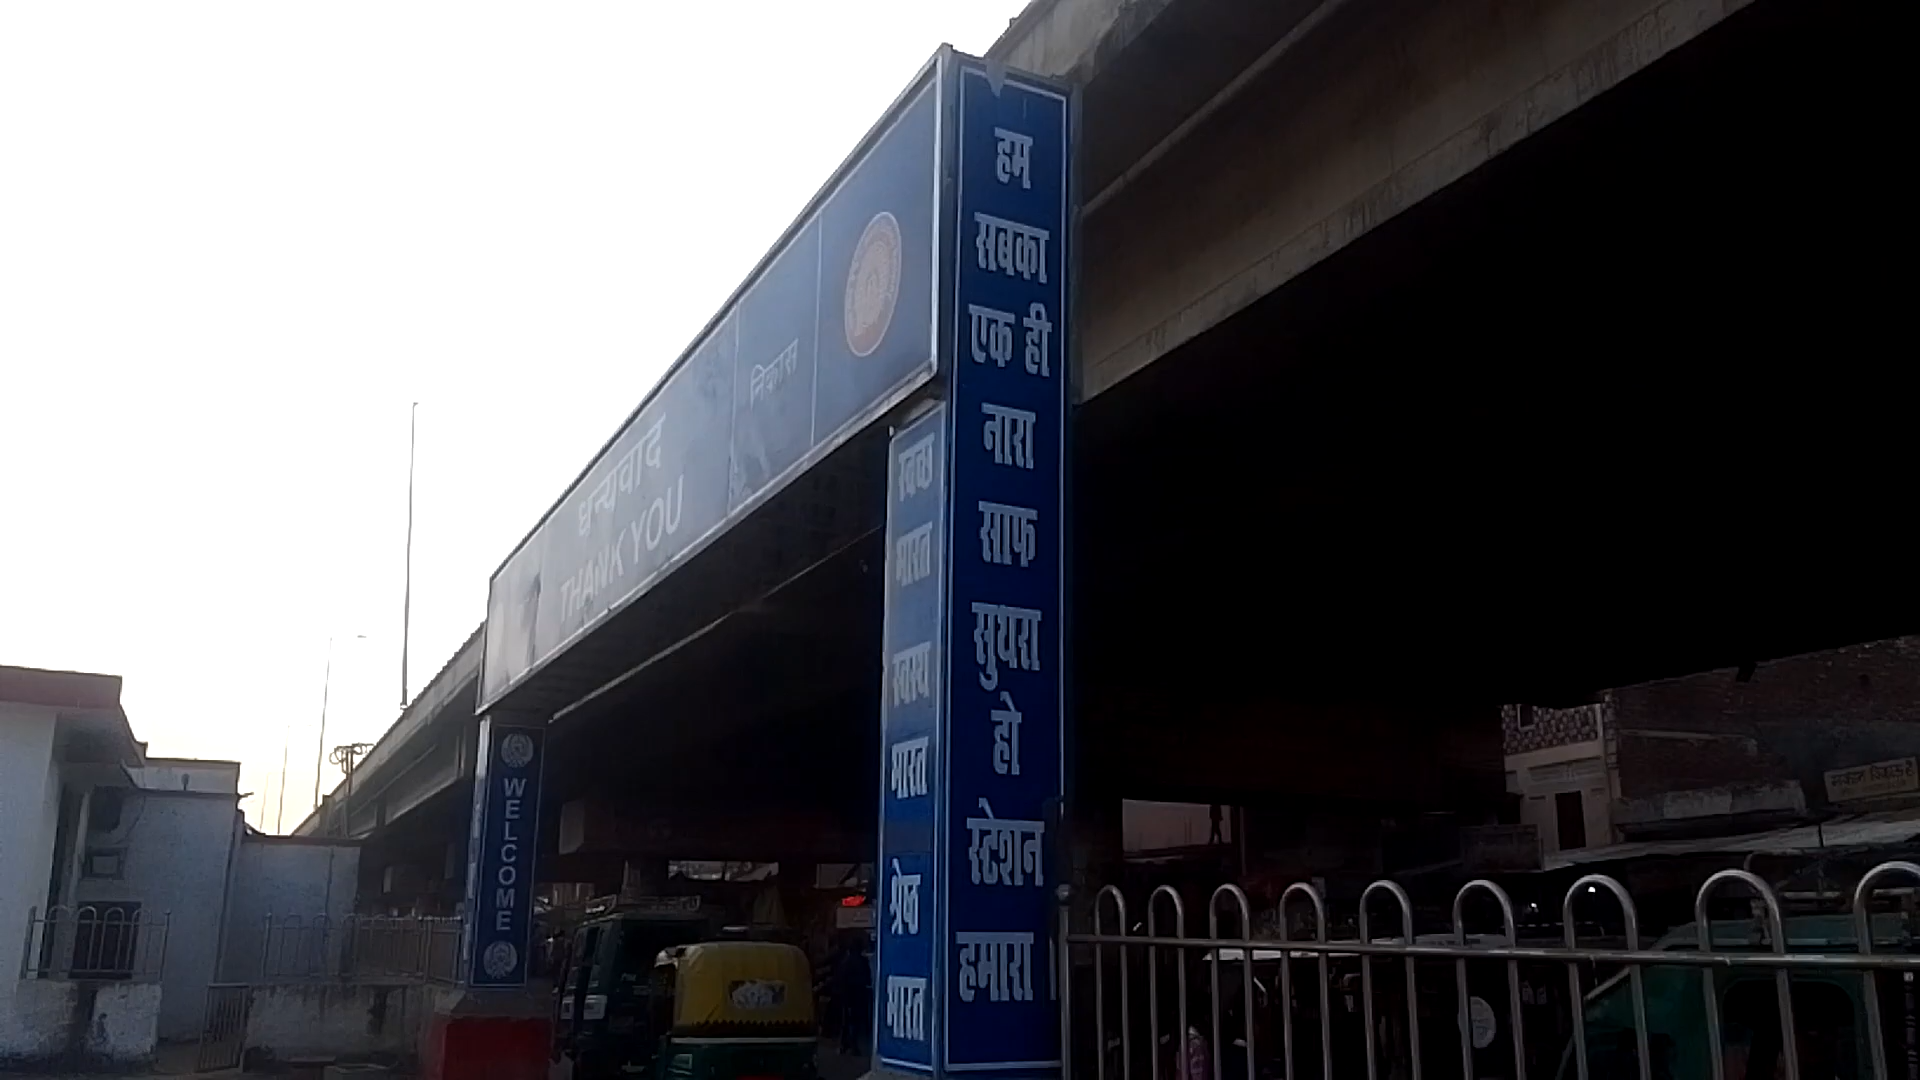 धन्यवाद
THANK YOU
निकास
WELCOME
स्वच्छ
भारत
स्वस्थ
भारत
श्रेष्ठ
भारत
हम
सबका
एक ही
नारा
साफ
सुथरा
हो
स्टेशन
हमारा ।